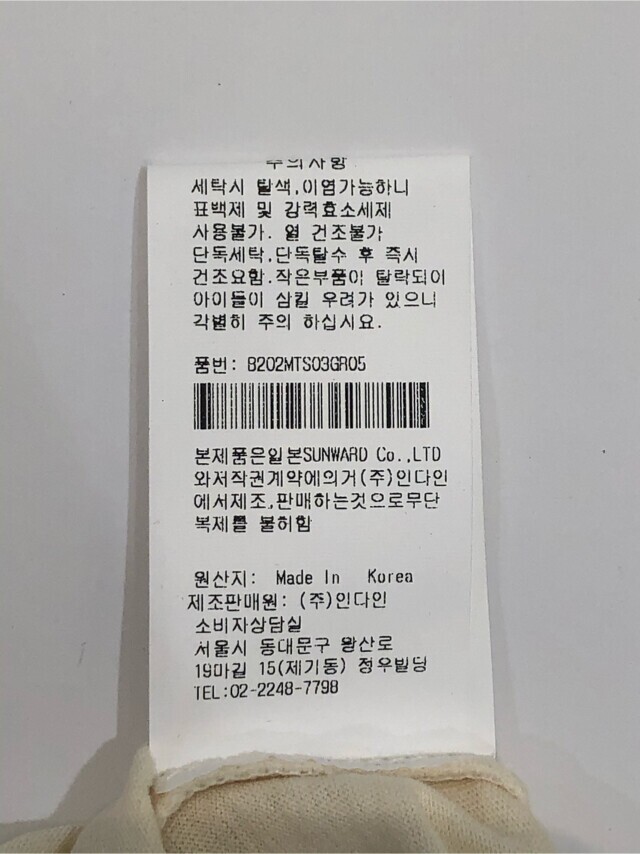 주의사항
세탁시 탈색,이염가능하니
표백제 및 강력효소세제
사용불가. 열 건조불가
단독세탁,단독탈수 후 즉시
건조요함.작은부품이 탈락되어
아이들이 삼킬 우려가 있으니
각별히 주의 하십시요.
품번: B202MTS03GR05
본제품은일본SUNWARD Co.,LTD
와저작권계약에의거(주)인다인
에서제조,판매하는것으로무단
복제를 불허함
원산지: Made In Korea
제조판매원: (주)인다인
소비자상담실
서울시 동대문구 왕산로
19마길 15(제기동) 정우빌딩
TEL:02-2248-7798